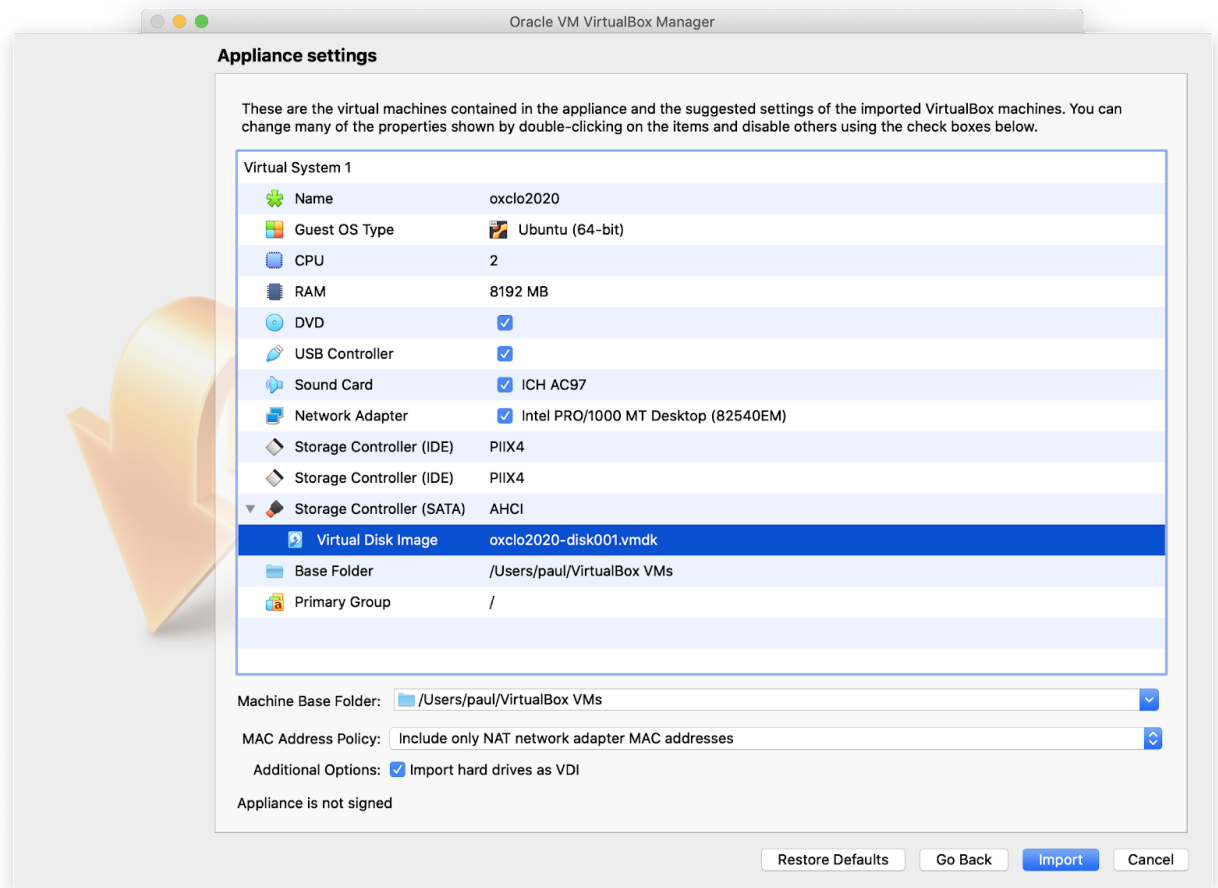 Oracle VM VirtualBox Manager
Appliance settings
These are the virtual machines contained in the appliance and the suggested settings of the imported VirtualBox machines. You can
change many of the properties shown by double-clicking on the items and disable others using the check boxes below.
Virtual System 1
Name oxclo2020
Guest OS Type Ubuntu (64-bit)
CPU 2
RAM 8192 MB
DVD
USB Controller
Sound Card ICH AC97
Network Adapter Intel PRO/1000 MT Desktop (82540EM)
Storage Controller (IDE) PIIX4
Storage Controller (IDE) PIIX4
Storage Controller (SATA) AHCI
Virtual Disk Image oxclo2020-disk001.vmdk
Base Folder /Users/paul/VirtualBox VMs
Primary Group /
Machine Base Folder: /Users/paul/VirtualBox VMs
MAC Address Policy: Include only NAT network adapter MAC addresses
Additional Options: Import hard drives as VDI
Appliance is not signed
Restore Defaults Go Back Import Cancel